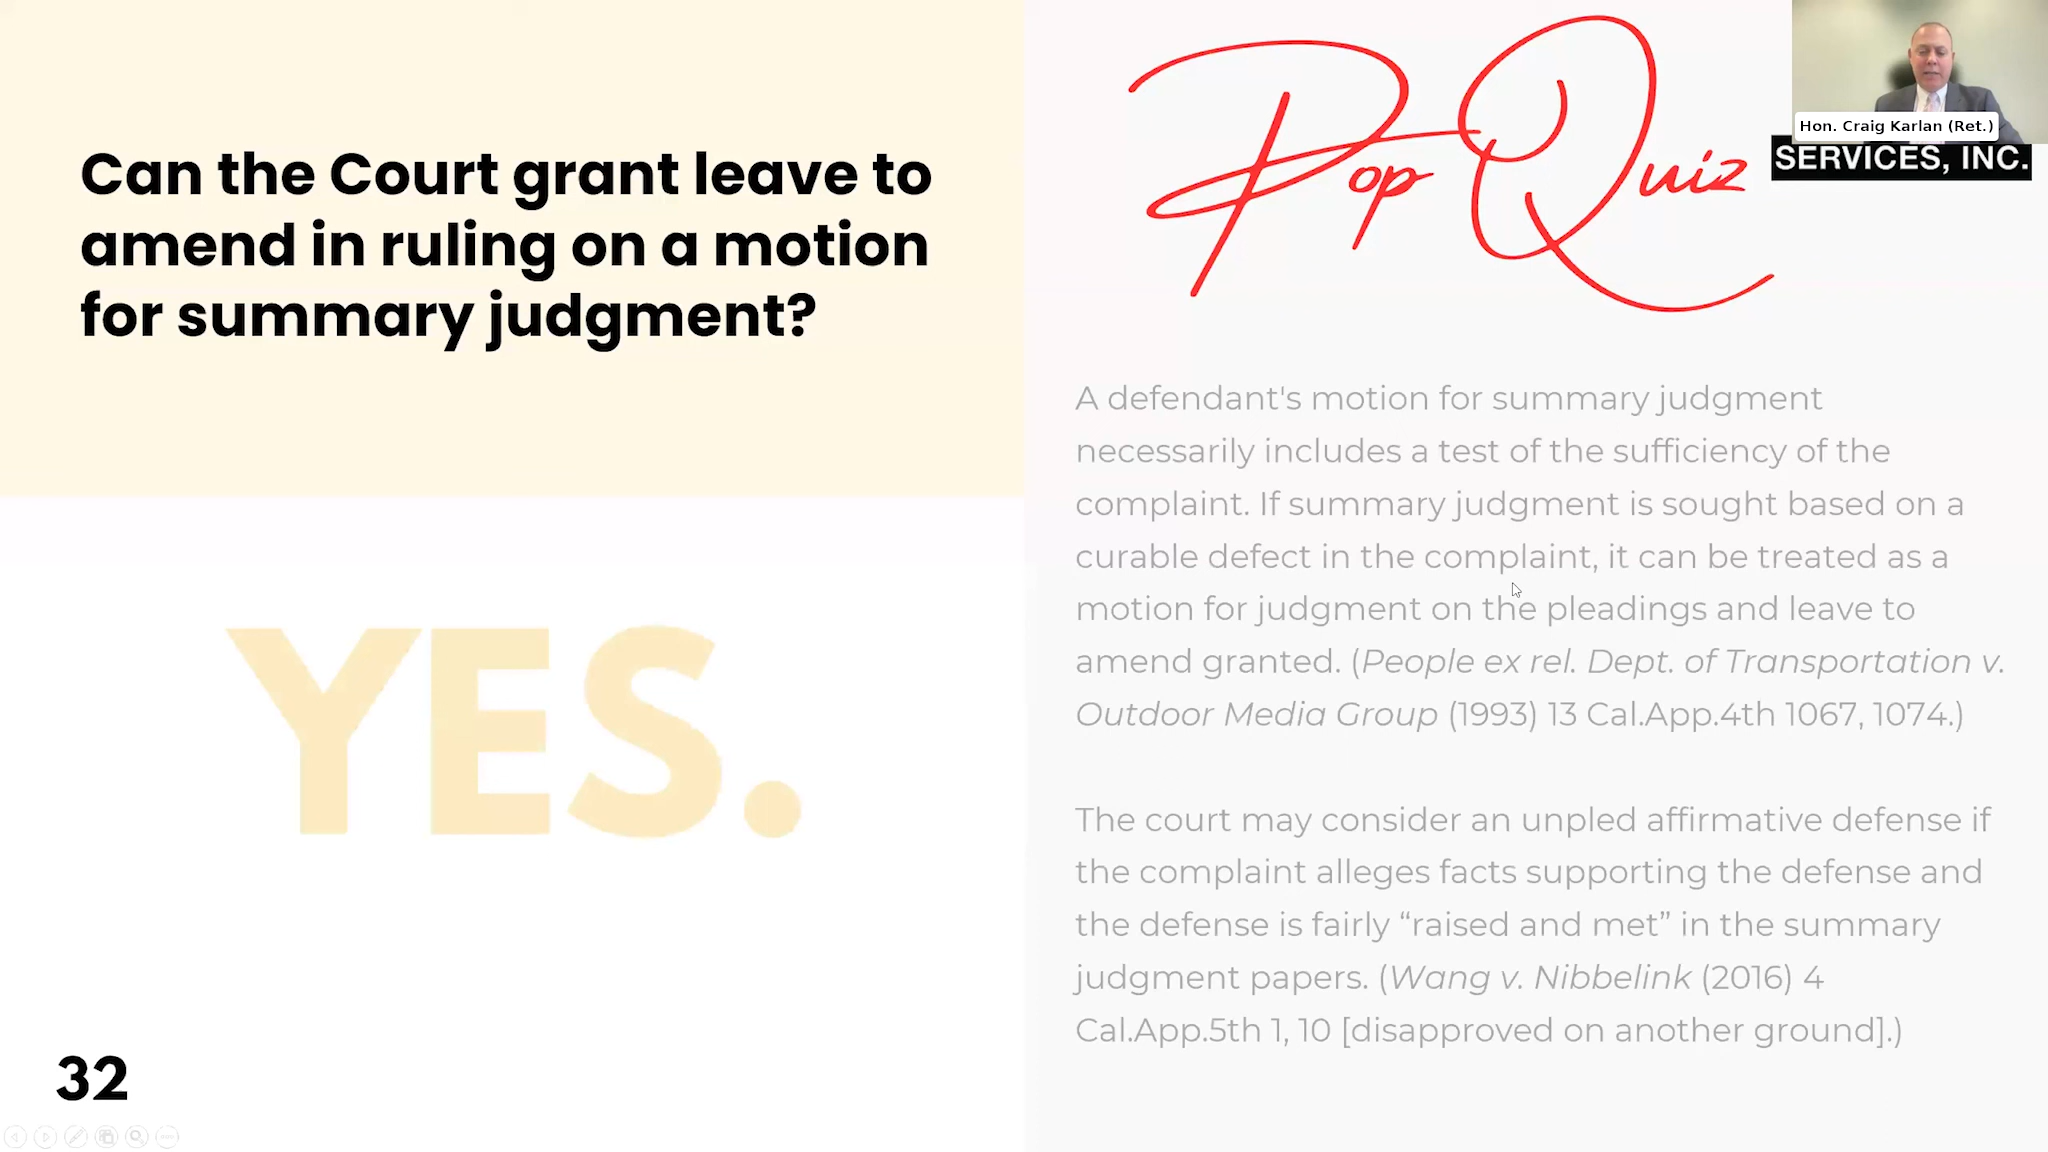 Can the Court grant leave to
amend in ruling on a motion
for summary judgment?
YES.
32
Pop Quiz
Hon. Craig Karlan (Ret.)
SERVICES, INC.
A defendant's motion for summary judgment
necessarily includes a test of the sufficiency of the
complaint. If summary judgment is sought based on a
curable defect in the complaint, it can be treated as a
motion for judgment on the pleadings and leave to
amend granted. (People ex rel. Dept. of Transportation v.
Outdoor Media Group (1993) 13 Cal.App.4th 1067, 1074.)
The court may consider an unpled affirmative defense if
the complaint alleges facts supporting the defense and
the defense is fairly “raised and met” in the summary
judgment papers. (Wang v. Nibbelink (2016) 4
Cal.App.5th 1, 10 [disapproved on another ground].)